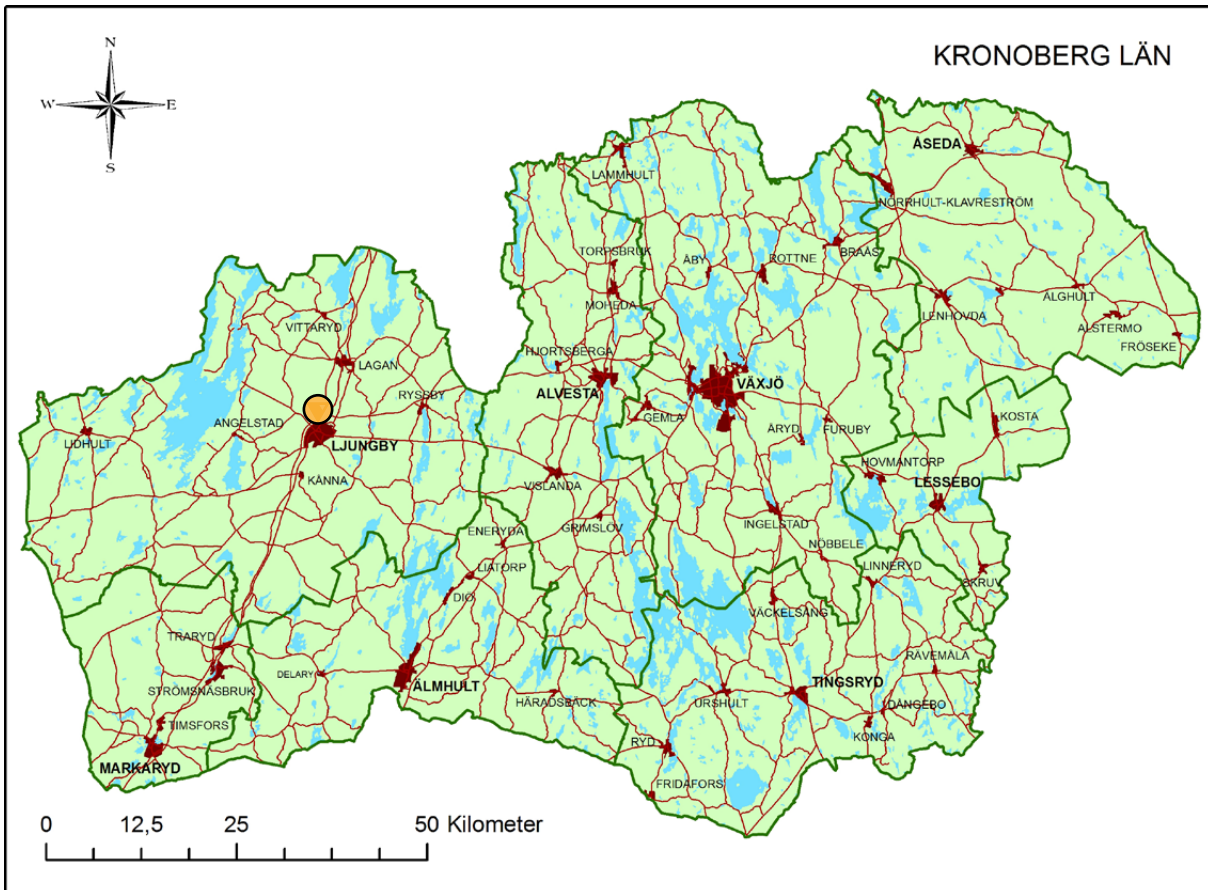 N
KRONOBERG LÄN
W
E
S
ÅSEDA
LAMMHULT
NORRHULT-KLAVRESTRÖM
TORPSBRUK
ÅBY
ROTTNE
BRAÅS
MOHEDA
ÄLGHULT
LENHOVDA
ALSTERMO
VITTARYD
FRÖSEKE
HJORTSBERGA
LAGAN
VÄXJÖ
ALVESTA
RYSSBY
GEMLA
KOSTA
ANGELSTAD
LIDHULT
LJUNGBY
ÄRYD
FURUBY
HOVMANTORP
KÅNNA
VISLANDA
LESSEBO
INGELSTAD
GRIMSLÖV
ENERYDA
NÖBBELE
LIATORP
LINNERYD
SKRUV
DIÖ
VÄCKELSÅNG
TRARYD
RÄVEMÅLA
DELARY
ÄLMHULT
TINGSRYD
STRÖMSNÄSBRUK
HÄRADSBÄCK
URSHULT
DÅNGEBO
TIMSFORS
KONGA
RYD
MARKARYD
FRIDAFORS
0 12,5 25 50 Kilometer